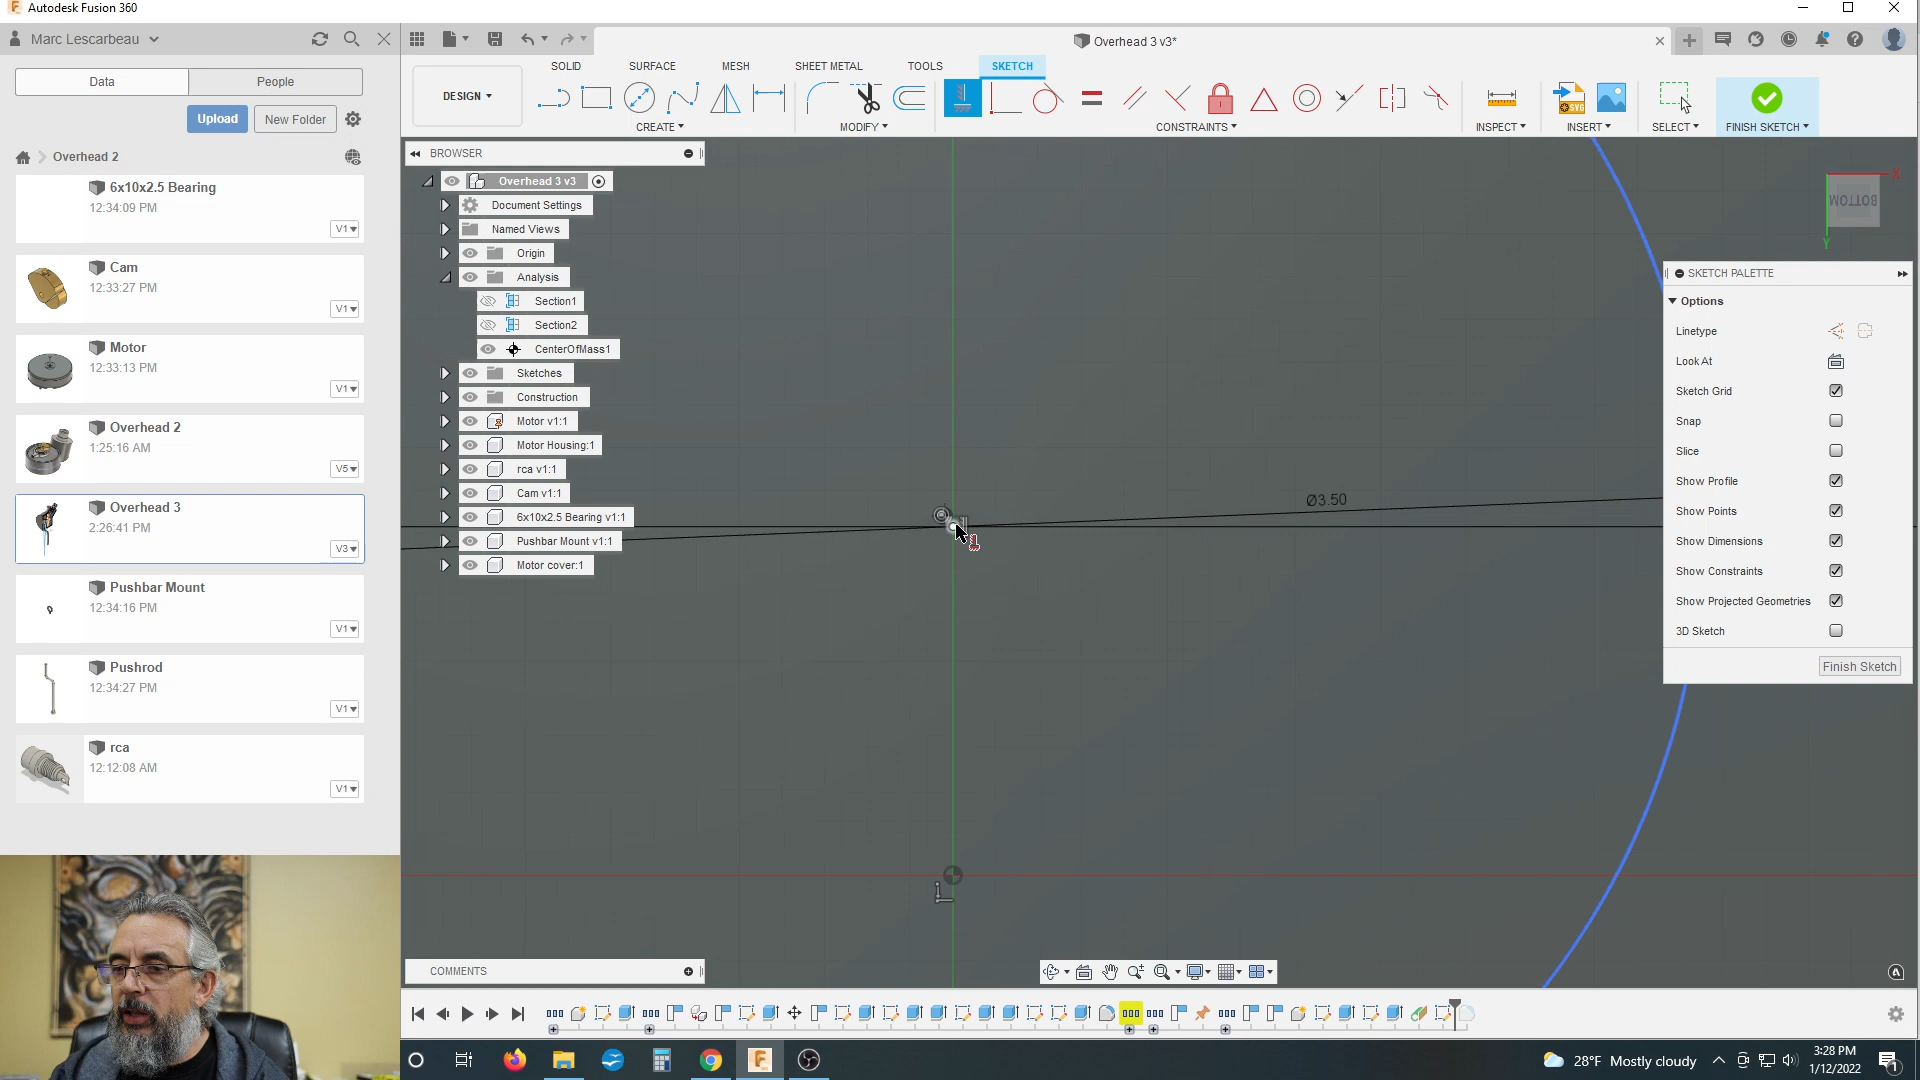 Autodesk Fusion 360
Marc Lescarbeau
Data
People
Upload
New Folder
Overhead 2
6x10x2.5 Bearing
12:34:09 PM
V1
Cam
12:33:27 PM
V1
Motor
12:33:13 PM
V1
Overhead 2
1:25:16 AM
V5
Overhead 3
2:26:41 PM
V3
Pushbar Mount
12:34:16 PM
V1
Pushrod
12:34:27 PM
V1
rca
12:12:08 AM
V1
Overhead 3 v3*
SOLID
SURFACE
MESH
SHEET METAL
TOOLS
SKETCH
DESIGN
CREATE
MODIFY
CONSTRAINTS
INSPECT
INSERT
SVG
SELECT
FINISH SKETCH
BROWSER
Overhead 3 v3
Document Settings
Named Views
Origin
Analysis
Section1
Section2
CenterOfMass1
Sketches
Construction
Motor v1:1
Motor Housing:1
rca v1:1
Cam v1:1
6x10x2.5 Bearing v1:1
Pushbar Mount v1:1
Motor cover:1
Ø3.50
BOTTOM
X
Y
SKETCH PALETTE
Options
Linetype
Look At
Sketch Grid
Snap
Slice
Show Profile
Show Points
Show Dimensions
Show Constraints
Show Projected Geometries
3D Sketch
Finish Sketch
COMMENTS
28°F Mostly cloudy
3:28 PM
1/12/2022
1